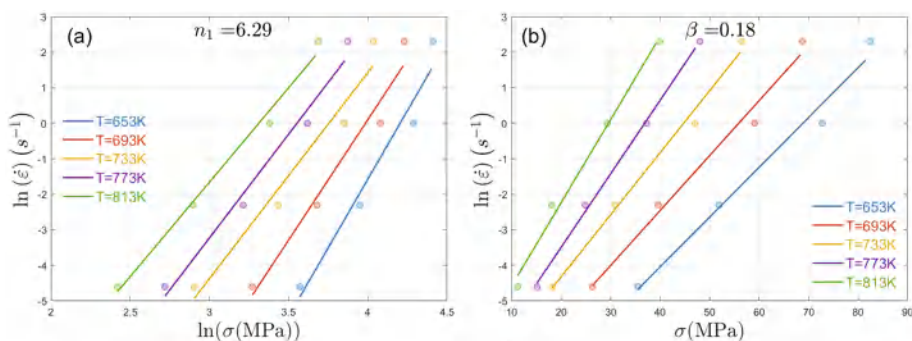 (a)
n₁ =6.29
ln (ε̇) (s⁻¹)
3
2
1
0
-1
-2
-3
-4
-5
T=653K
T=693K
T=733K
T=773K
T=813K
2
2.5
3
3.5
4
4.5
ln(σ(MPa))
(b)
β=0.18
ln (ε̇) (s⁻¹)
3
2
1
0
-1
-2
-3
-4
-5
T=653K
T=693K
T=733K
T=773K
T=813K
10
20
30
40
50
60
70
80
90
σ(MPa)